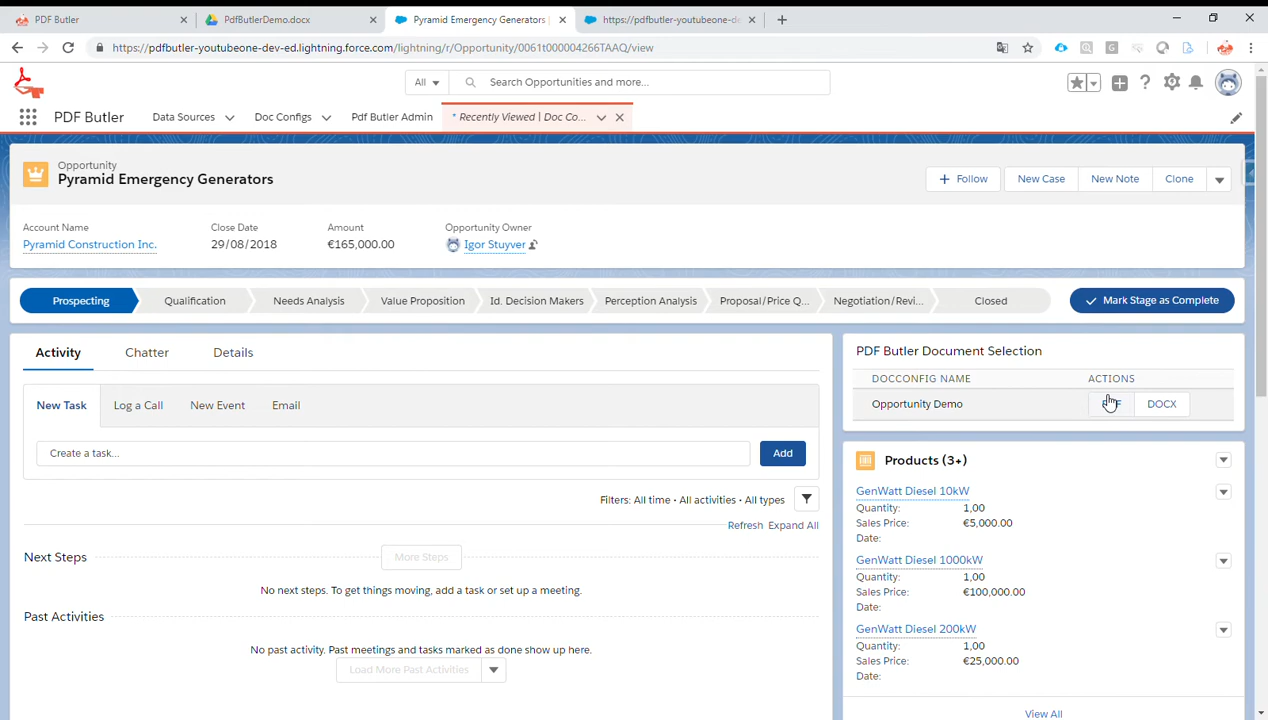 PDF Butler
PdfButlerDemo.docx
Pyramid Emergency Generators |
https://pdfbutler-youtubeone-de
https://pdfbutler-youtubeone-dev-ed.lightning.force.com/lightning/r/Opportunity/0061t000004266TAAQ/view
All
Search Opportunities and more...
PDF Butler
Data Sources
Doc Configs
Pdf Butler Admin
* Recently Viewed | Doc Co...
Opportunity
Pyramid Emergency Generators
Follow
New Case
New Note
Clone
Account Name
Close Date
Amount
Opportunity Owner
Pyramid Construction Inc.
29/08/2018
€165,000.00
Igor Stuyver
Prospecting
Qualification
Needs Analysis
Value Proposition
Id. Decision Makers
Perception Analysis
Proposal/Price Q...
Negotiation/Revi...
Closed
Mark Stage as Complete
Activity
Chatter
Details
New Task
Log a Call
New Event
Email
Create a task...
Add
Filters: All time • All activities • All types
Refresh Expand All
Next Steps
More Steps
No next steps. To get things moving, add a task or set up a meeting.
Past Activities
No past activity. Past meetings and tasks marked as done show up here.
Load More Past Activities
PDF Butler Document Selection
DOCCONFIG NAME
ACTIONS
Opportunity Demo
DOCX
Products (3+)
GenWatt Diesel 10kW
Quantity: 1,00
Sales Price: €5,000.00
Date:
GenWatt Diesel 1000kW
Quantity: 1,00
Sales Price: €100,000.00
Date:
GenWatt Diesel 200kW
Quantity: 1,00
Sales Price: €25,000.00
Date:
View All